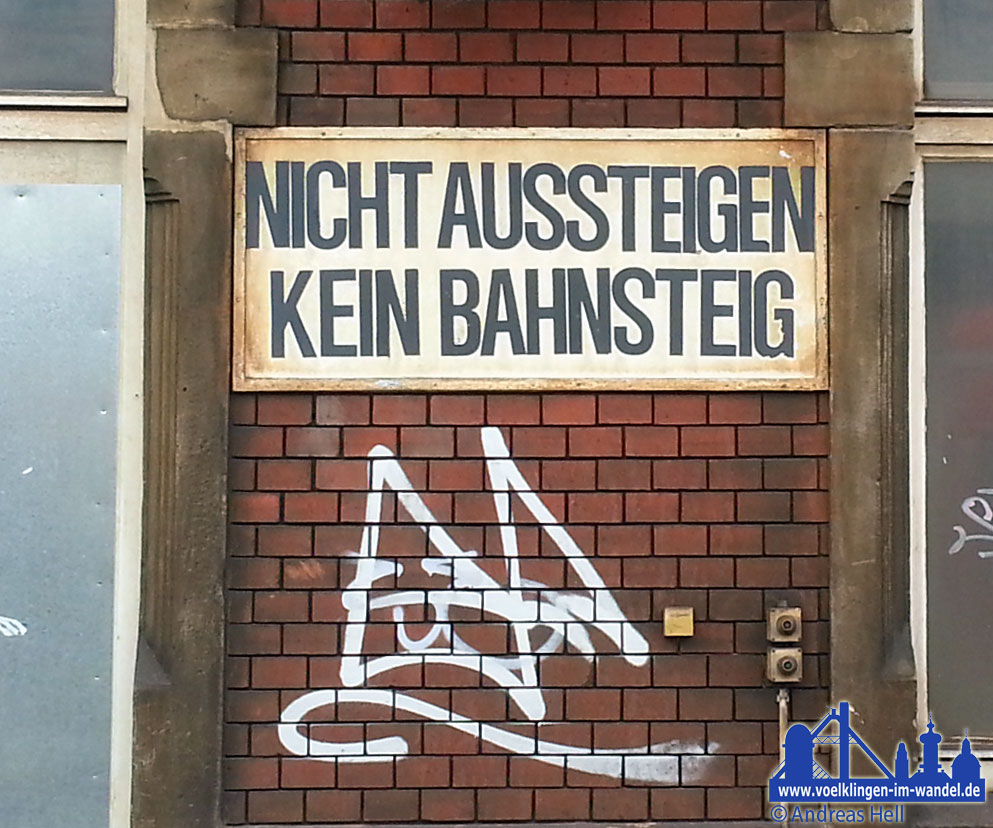 NICHT AUSSTEIGEN
KEIN BAHNSTEIG
www.voelklingen-im-wandel.de
© Andreas Hell